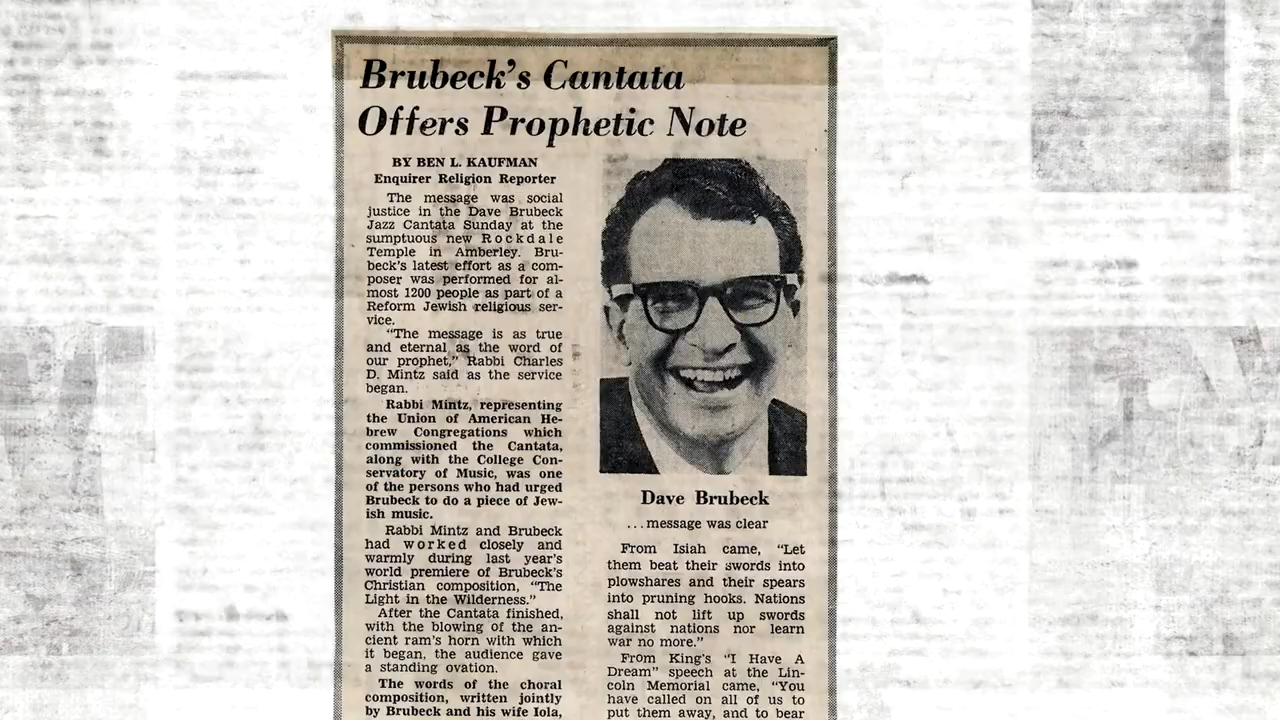 Brubeck's Cantata
Offers Prophetic Note
BY BEN L. KAUFMAN
Enquirer Religion Reporter
The message was social
justice in the Dave Brubeck
Jazz Cantata Sunday at the
sumptuous new Rockdale
Temple in Amberley. Bru-
beck's latest effort as a com-
poser was performed for al-
most 1200 people as part of a
Reform Jewish religious ser-
vice.
"The message is as true
and eternal as the word of
our prophet," Rabbi Charles
D. Mintz said as the service
began.
Rabbi Mintz, representing
the Union of American He-
brew Congregations which
commissioned the Cantata,
along with the College Con-
servatory of Music, was one
of the persons who had urged
Brubeck to do a piece of Jew-
ish music.
Rabbi Mintz and Brubeck
had worked closely and
warmly during last year's
world premiere of Brubeck's
Christian composition, "The
Light in the Wilderness."
After the Cantata finished,
with the blowing of the an-
cient ram's horn with which
it began, the audience gave
a standing ovation.
The words of the choral
composition, written jointly
by Brubeck and his wife Iola,
Dave Brubeck
...message was clear
From Isiah came, "Let
them beat their swords into
plowshares and their spears
into pruning hooks. Nations
shall not lift up swords
against nations nor learn
war no more."
From King's "I Have A
Dream" speech at the Lin-
coln Memorial came, "You
have called on all of us to
put them away, and to bear